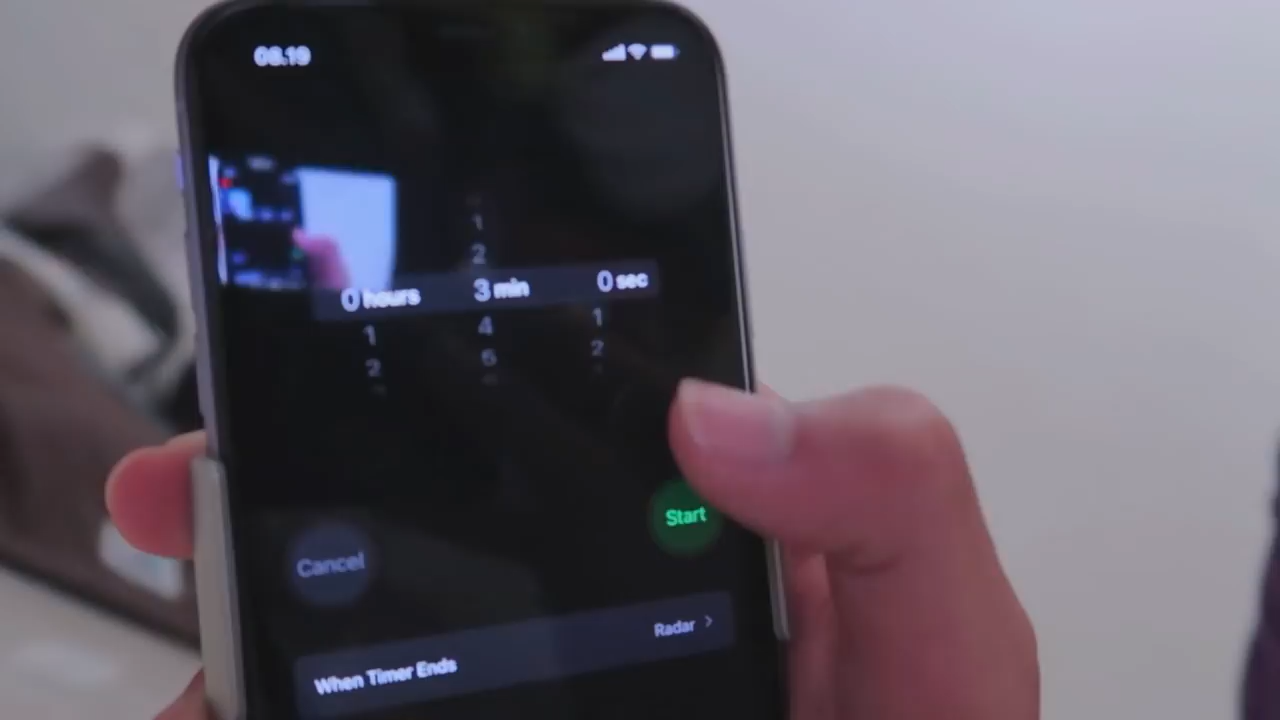 08.19
1
2
0 hours 3 min 0 sec
1 4 1
2 5 2
Start
Cancel
Radar >
When Timer Ends